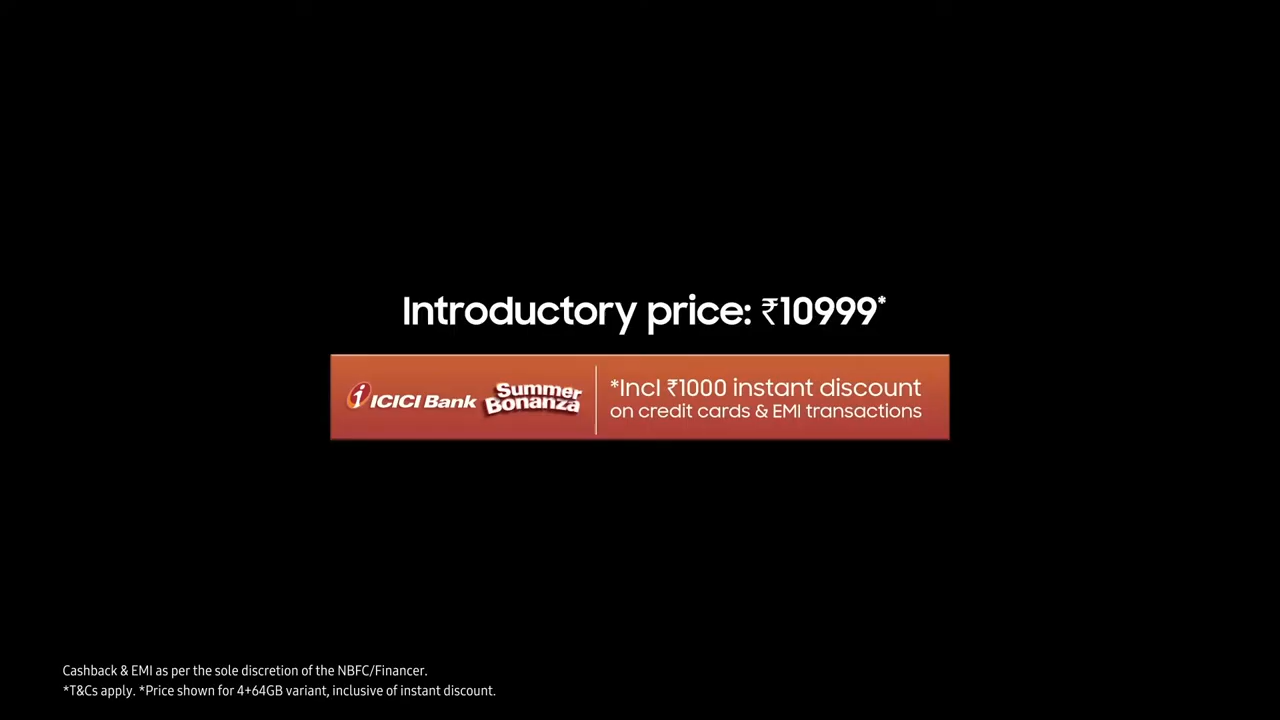 Introductory price: ₹10999*
ICICI Bank Summer Bonanza
*Incl ₹1000 instant discount
on credit cards & EMI transactions
Cashback & EMI as per the sole discretion of the NBFC/Financer.
*T&Cs apply. *Price shown for 4+64GB variant, inclusive of instant discount.